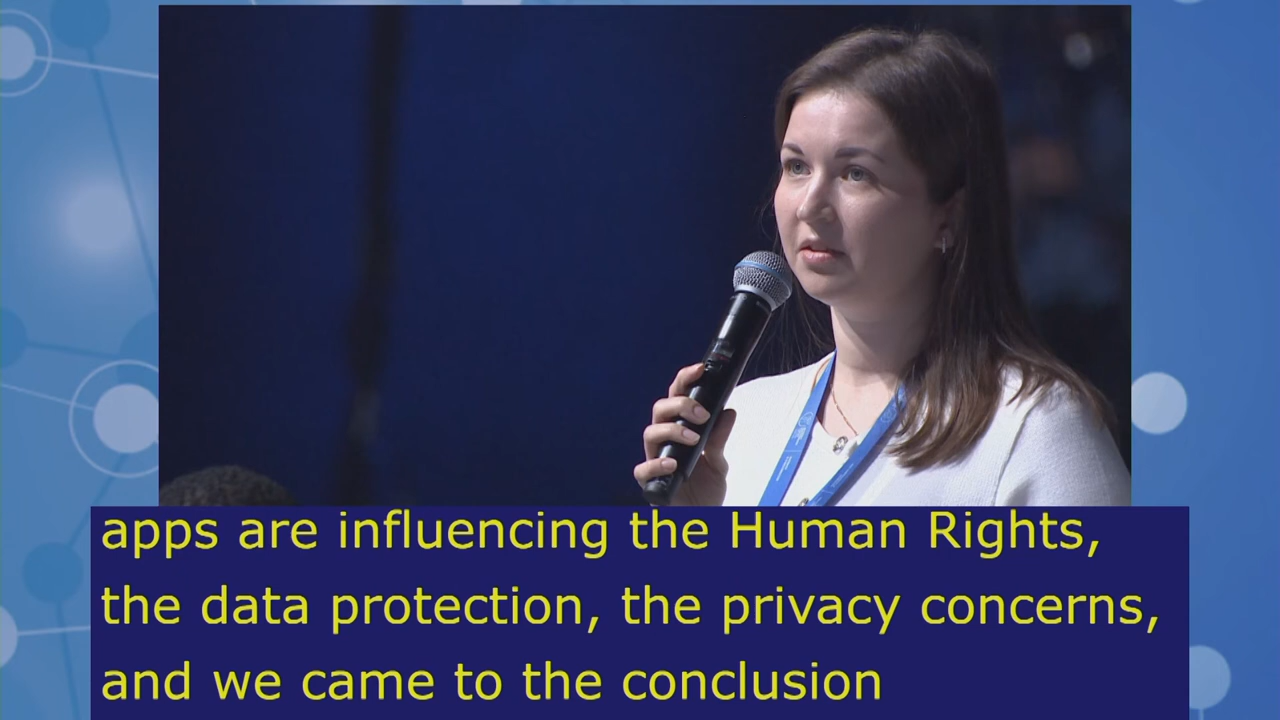 apps are influencing the Human Rights,
the data protection, the privacy concerns,
and we came to the conclusion